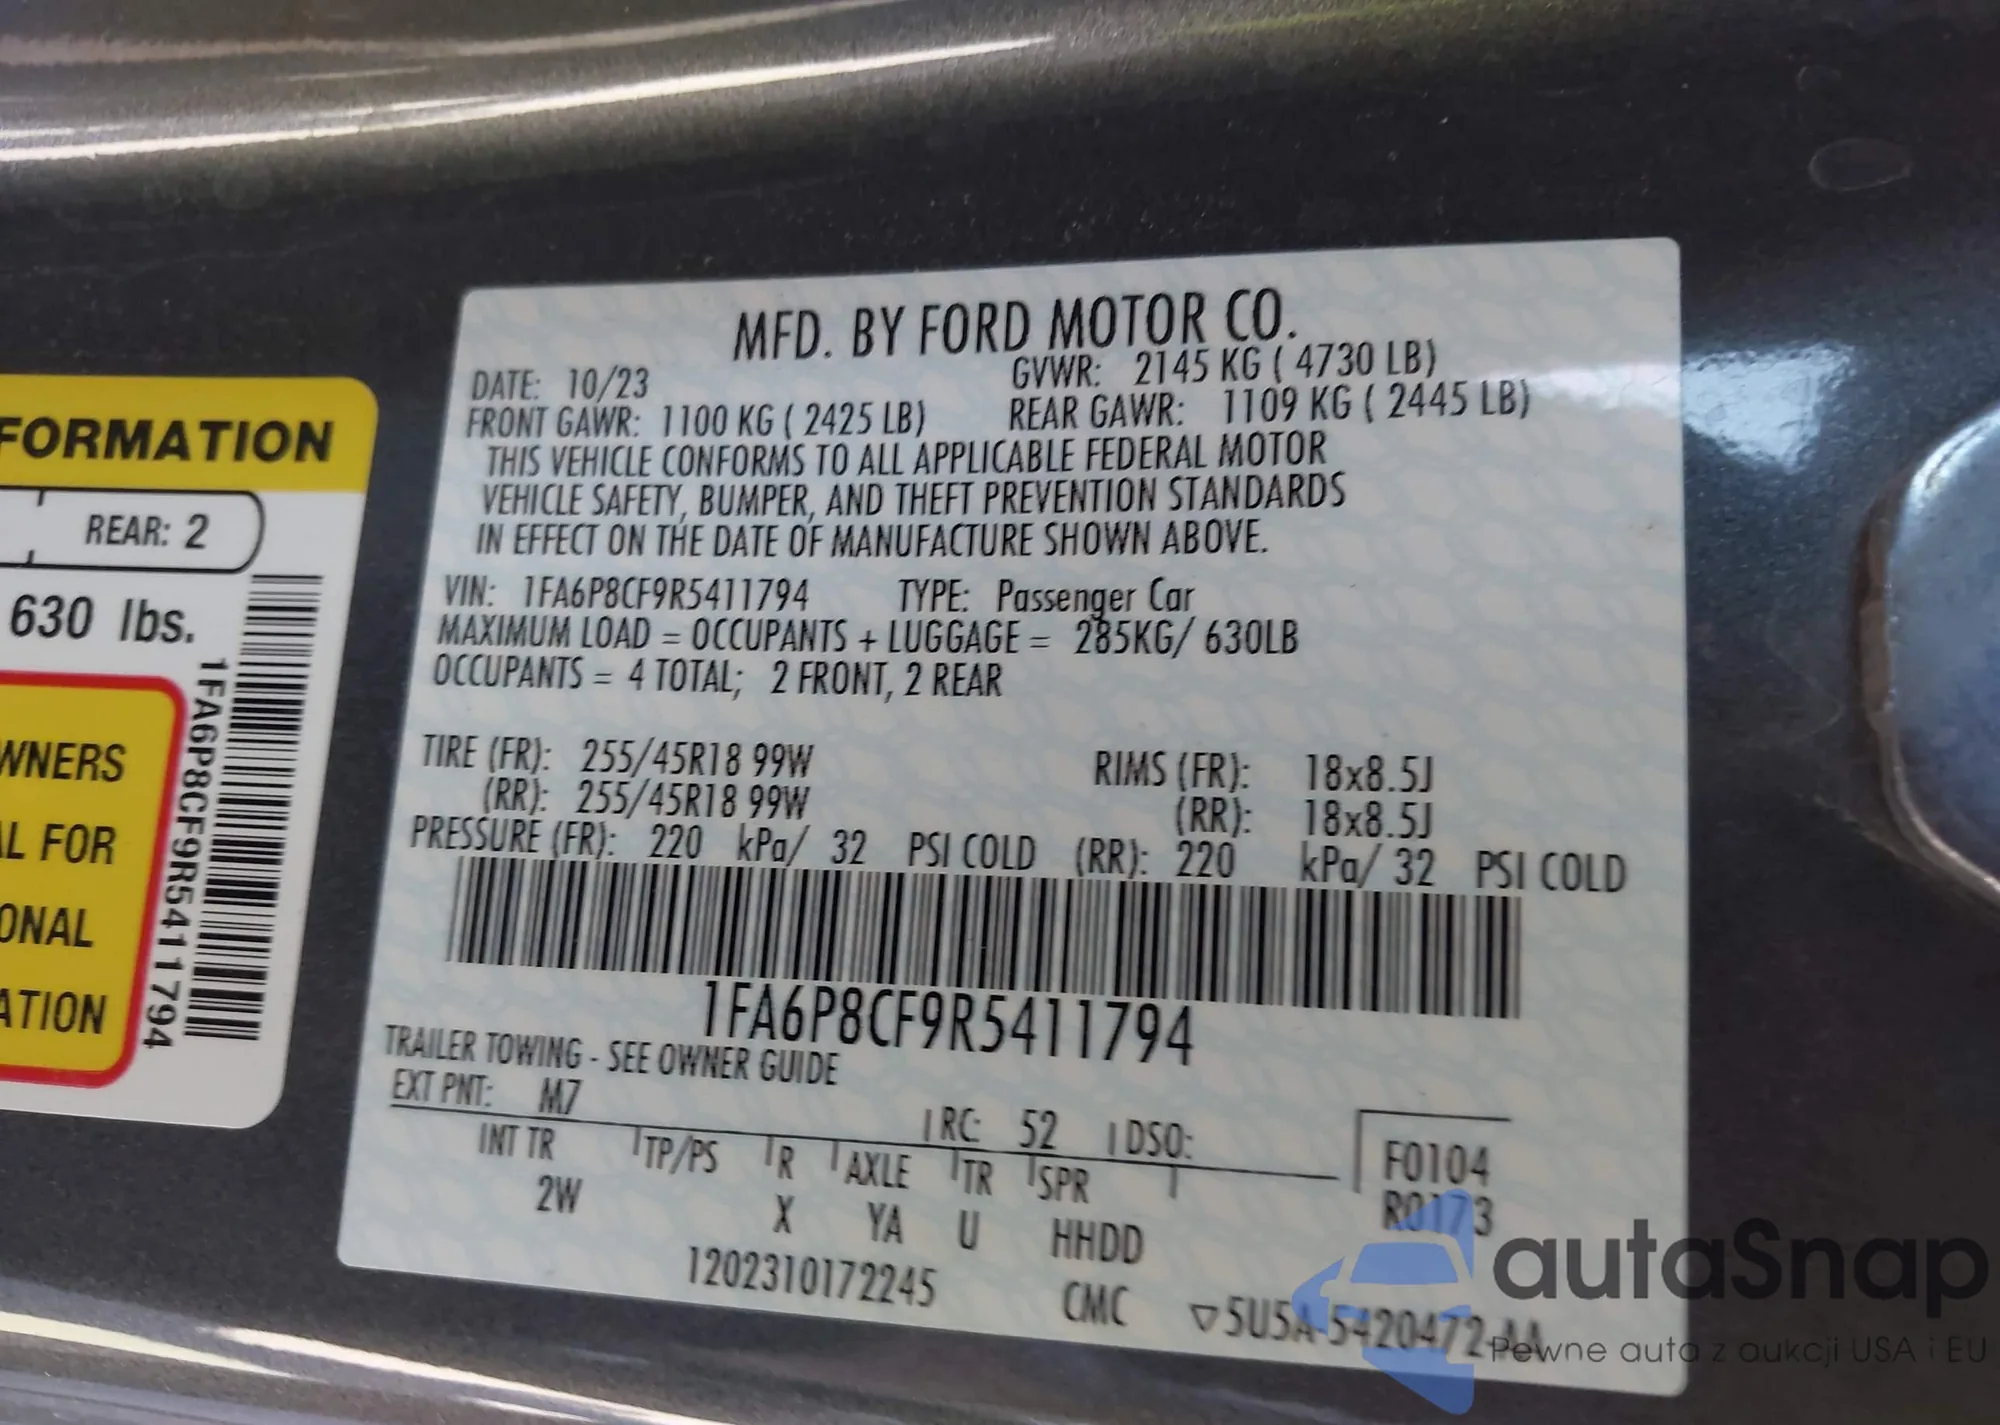 FORMATION
REAR: 2
630 lbs.
1FA6P8CF9R5411794
WNERS
L FOR
ONAL
ATION
MFD. BY FORD MOTOR CO.
DATE: 10/23 GVWR: 2145 KG ( 4730 LB)
FRONT GAWR: 1100 KG ( 2425 LB) REAR GAWR: 1109 KG ( 2445 LB)
THIS VEHICLE CONFORMS TO ALL APPLICABLE FEDERAL MOTOR
VEHICLE SAFETY, BUMPER, AND THEFT PREVENTION STANDARDS
IN EFFECT ON THE DATE OF MANUFACTURE SHOWN ABOVE.
VIN: 1FA6P8CF9R5411794 TYPE: Passenger Car
MAXIMUM LOAD = OCCUPANTS + LUGGAGE = 285KG/ 630LB
OCCUPANTS = 4 TOTAL; 2 FRONT, 2 REAR
TIRE (FR): 255/45R18 99W RIMS (FR): 18x8.5J
(RR): 255/45R18 99W (RR): 18x8.5J
PRESSURE (FR): 220 kPa/ 32 PSI COLD (RR): 220 kPa/ 32 PSI COLD
1FA6P8CF9R5411794
TRAILER TOWING - SEE OWNER GUIDE
EXT PNT: M7 RC: 52 DSO:
INT TR TP/PS R AXLE TR SPR
2W X YA U HHDD
F0104
R0173
1202310172245 CMC ▽5U5A-5420472-AA
autaSnap
Pewne auta z aukcji USA i EU